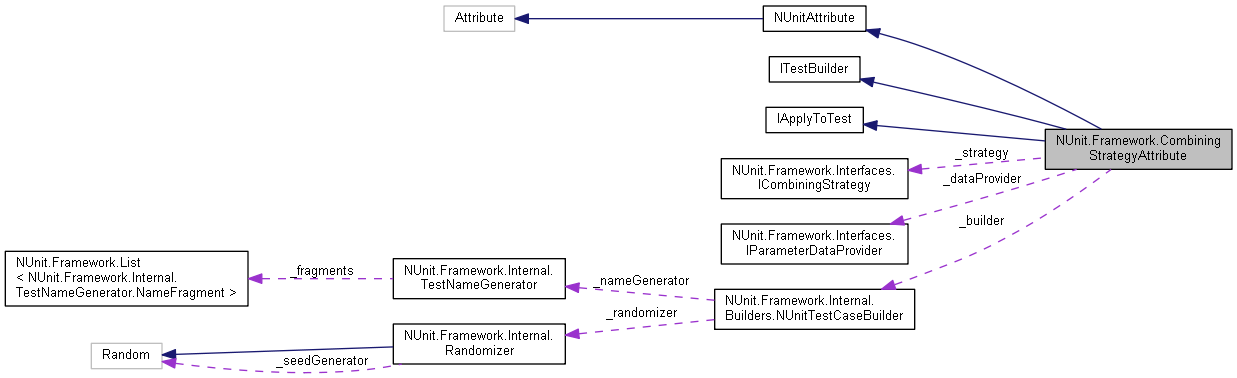 Attribute
NUnitAttribute
ITestBuilder
IApplyToTest
NUnit.Framework.Combining
StrategyAttribute
_strategy
NUnit.Framework.Interfaces.
ICombiningStrategy
_dataProvider
_builder
NUnit.Framework.Interfaces.
IParameterDataProvider
NUnit.Framework.List
< NUnit.Framework.Internal.
TestNameGenerator.NameFragment >
_fragments
NUnit.Framework.Internal.
TestNameGenerator
_nameGenerator
NUnit.Framework.Internal.
Builders.NUnitTestCaseBuilder
_randomizer
NUnit.Framework.Internal.
Randomizer
Random
_seedGenerator